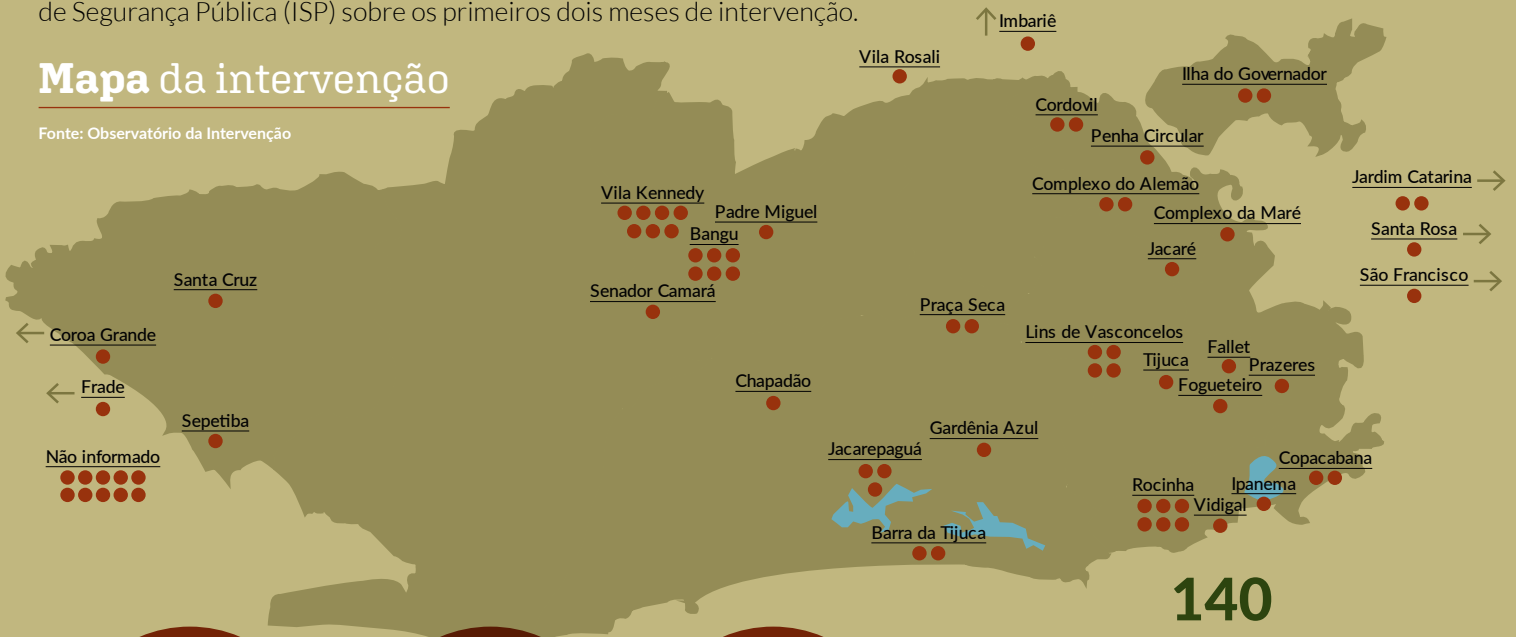 de Segurança Pública (ISP) sobre os primeiros dois meses de intervenção.
Mapa da intervenção
Fonte: Observatório da Intervenção
Imbariê
Vila Rosali
Ilha do Governador
Cordovil
Penha Circular
Jardim Catarina
Complexo do Alemão
Vila Kennedy
Padre Miguel
Complexo da Maré
Santa Rosa
Bangu
Jacaré
São Francisco
Santa Cruz
Senador Camará
Praça Seca
Coroa Grande
Lins de Vasconcelos
Fallet
Tijuca
Prazeres
Frade
Chapadão
Fogueteiro
Sepetiba
Gardênia Azul
Jacarepaguá
Não informado
Copacabana
Rocinha
Ipanema
Vidigal
Barra da Tijuca
140